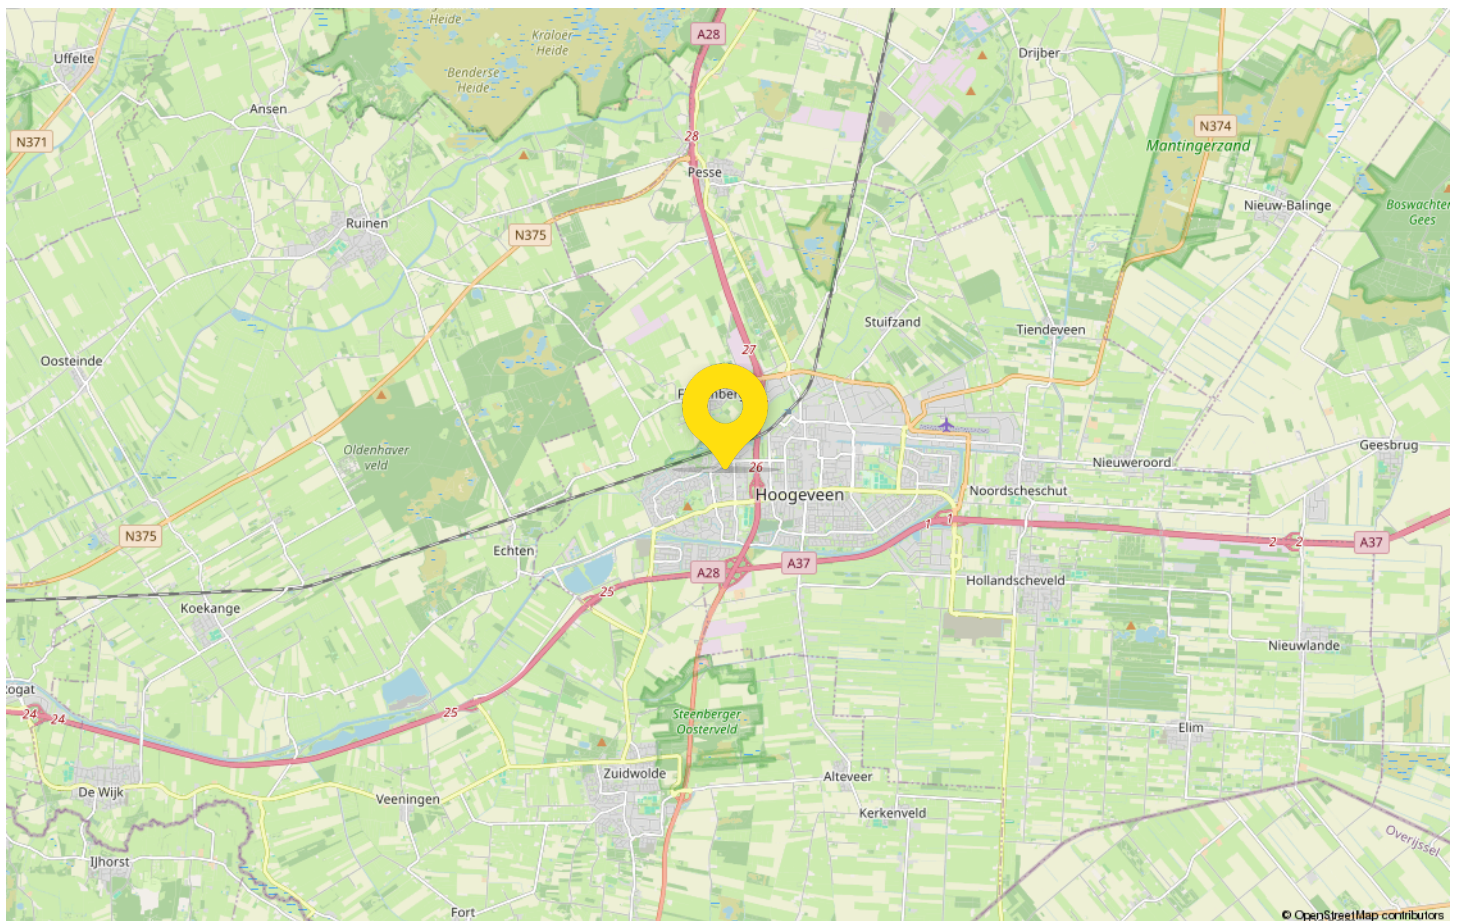 Heide
Kraloer
Heide
A28
Drijber
Uffelte
Benderse
Heide
Ansen
N371
28
N374
Mantingerzand
Pesse
Nieuw-Balinge
Boswachter
Gees
Ruinen
N375
Stuifzand
Tiendeveen
27
Oosteinde
Oldenhaver
veld
Geesbrug
26
Nieuweroord
Hoogeveen
Noordscheschut
1
1
N375
2
2
A37
Echten
A28
A37
Hollandscheveld
25
Koekange
Nieuwlande
24
24
25
Steenberger
Oosterveld
Elim
Zuidwolde
Alteveer
De Wijk
Veeningen
Kerkenveld
Overijssel
IJhorst
Fort
© OpenStreetMap contributors